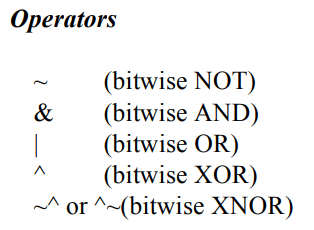 Operators
~ (bitwise NOT)
& (bitwise AND)
| (bitwise OR)
^ (bitwise XOR)
~^ or ^~(bitwise XNOR)